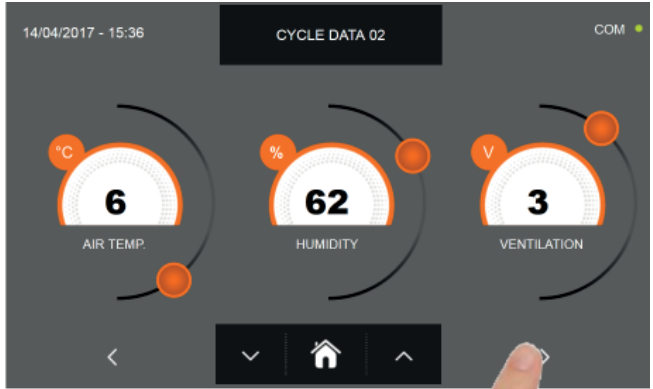 14/04/2017 - 15:36
CYCLE DATA 02
COM
°C
%
V
6
62
3
AIR TEMP.
HUMIDITY
VENTILATION